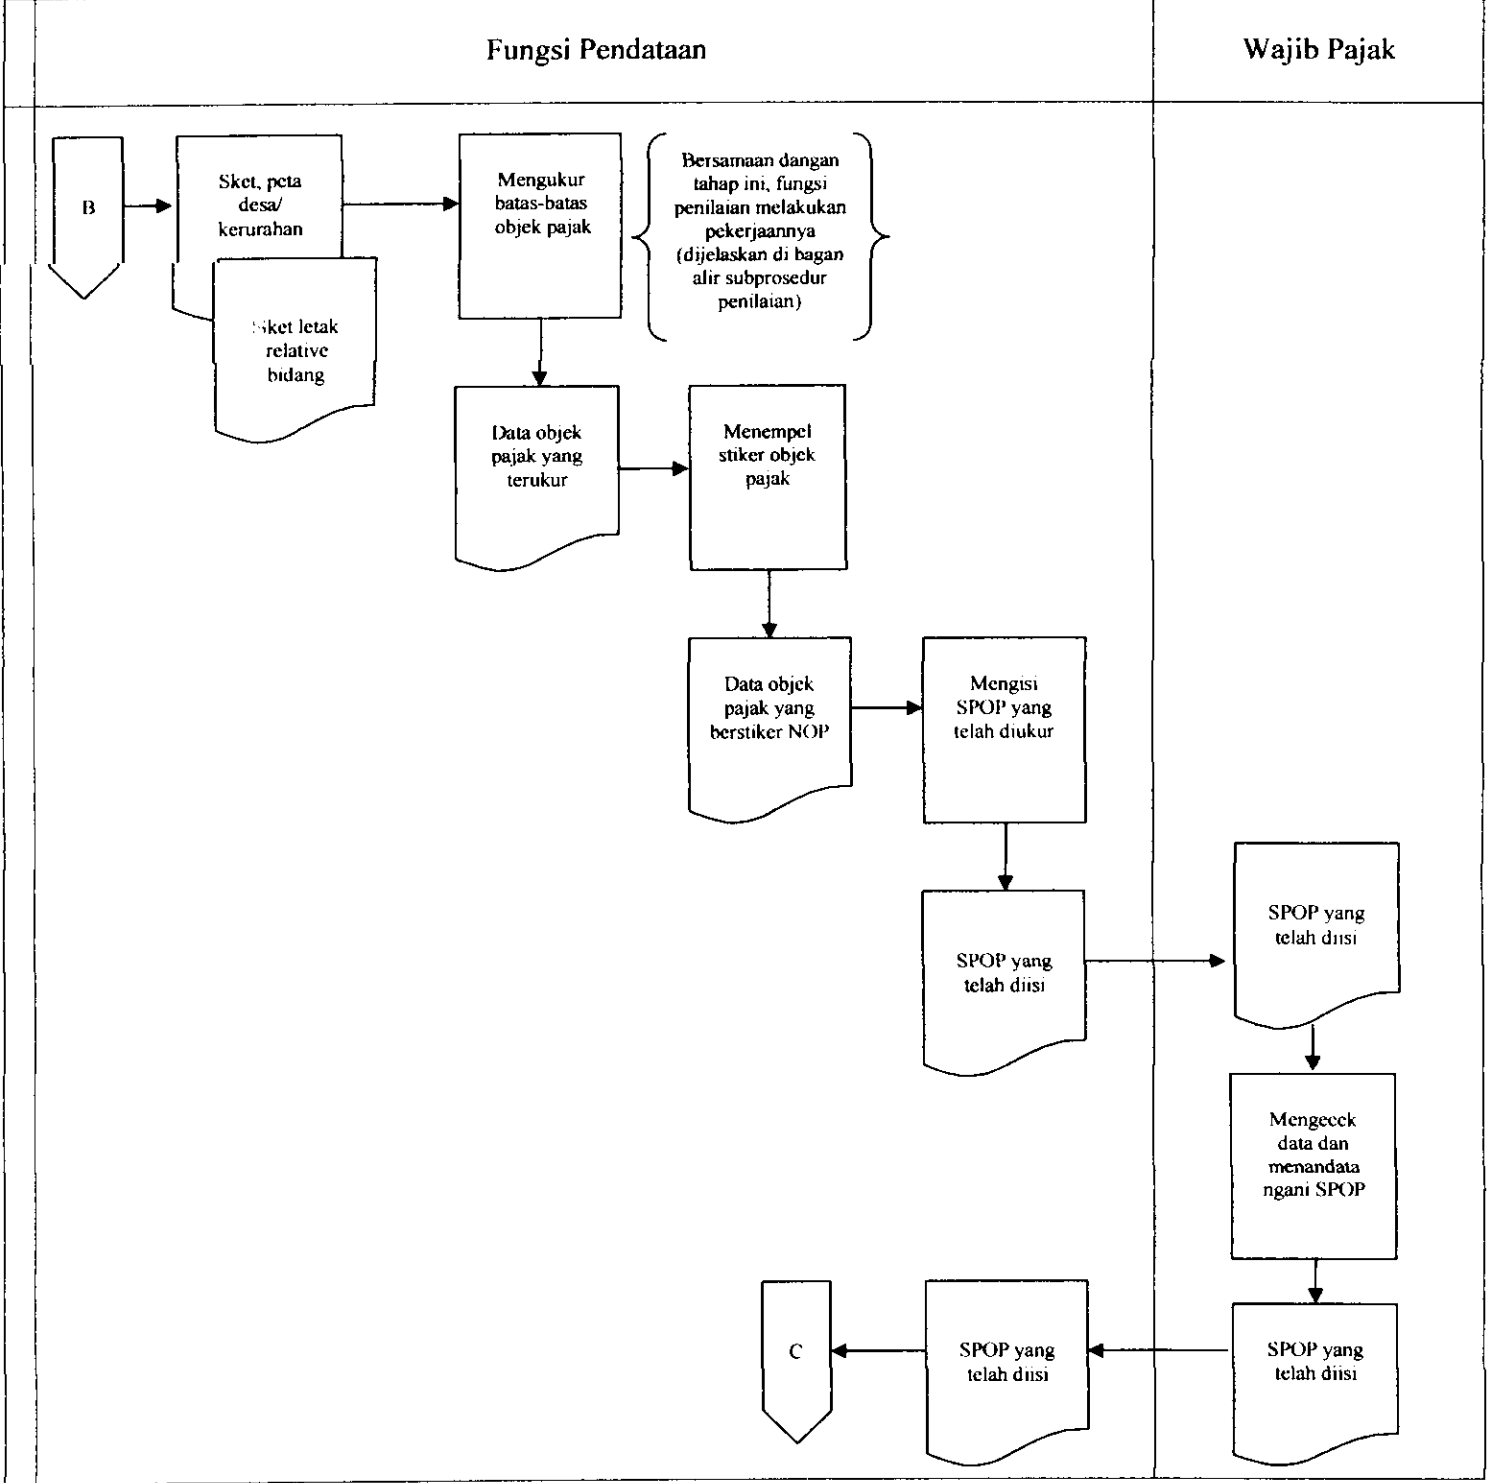 Fungsi Pendataan
Wajib Pajak
B
Sket, peta
desa/
kerurahan
Sket letak
relative
bidang
Mengukur
batas-batas
objek pajak
Bersamaan dangan
tahap ini, fungsi
penilaian melakukan
pekerjaannya
(dijelaskan di bagan
alir subprosedur
penilaian)
Data objek
pajak yang
terukur
Menempel
stiker objek
pajak
Data objek
pajak yang
berstiker NOP
Mengisi
SPOP yang
telah diukur
SPOP yang
telah diisi
SPOP yang
telah diisi
Mengecek
data dan
menandata
ngani SPOP
SPOP yang
telah diisi
SPOP yang
telah diisi
C